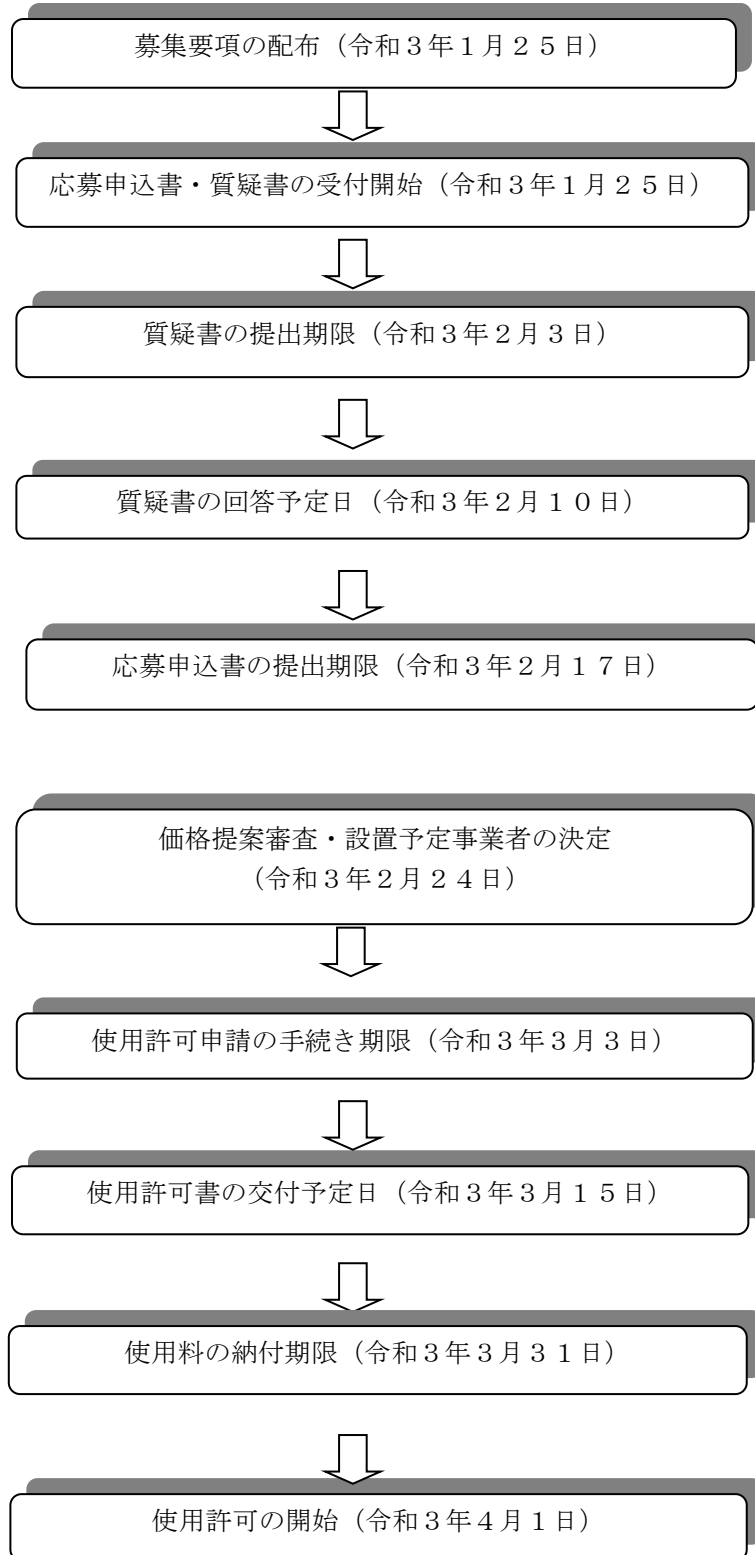 募集要項の配布（令和３年１月２５日）
応募申込書・質疑書の受付開始（令和３年１月２５日）
質疑書の提出期限（令和３年２月３日）
質疑書の回答予定日（令和３年２月１０日）
応募申込書の提出期限（令和３年２月１７日）
価格提案審査・設置予定事業者の決定
（令和３年２月２４日）
使用許可申請の手続き期限（令和３年３月３日）
使用許可書の交付予定日（令和３年３月１５日）
使用料の納付期限（令和３年３月３１日）
使用許可の開始（令和３年４月１日）